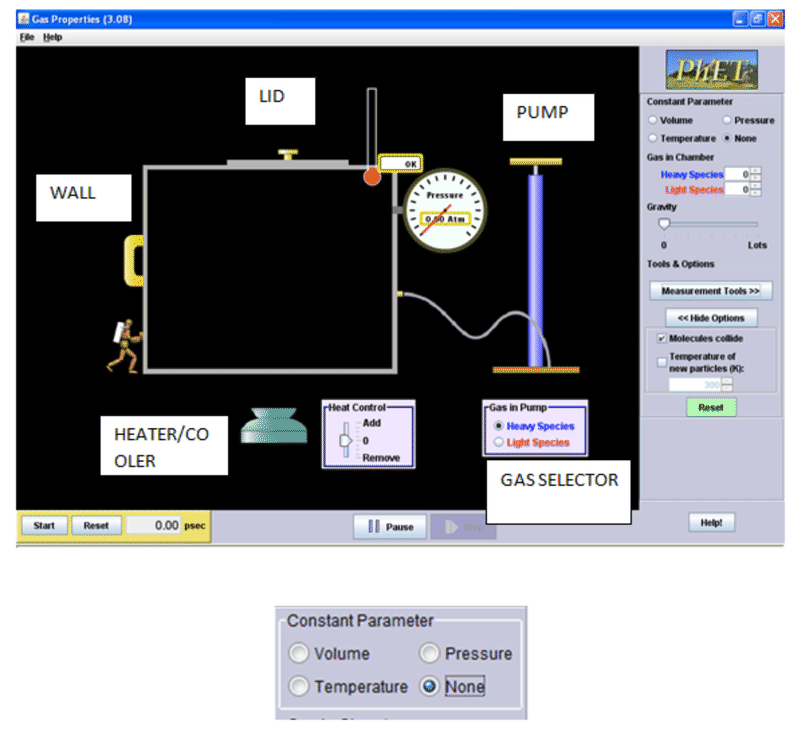 Gas Properties (3.08)
File Help
LID
PUMP
WALL
0K
Pressure
0.00 Atm
HEATER/CO
OLER
Heat Control
Add
0
Remove
Gas in Pump
Heavy Species
Light Species
GAS SELECTOR
PhET
Constant Parameter
Volume Pressure
Temperature None
Gas in Chamber
Heavy Species 0
Light Species 0
Gravity
0 Lots
Tools & Options
Measurement Tools >>
<< Hide Options
Molecules collide
Temperature of
new particles (K):
300
Reset
Start Reset 0.00 psec
Pause
Help!
Constant Parameter
Volume Pressure
Temperature None